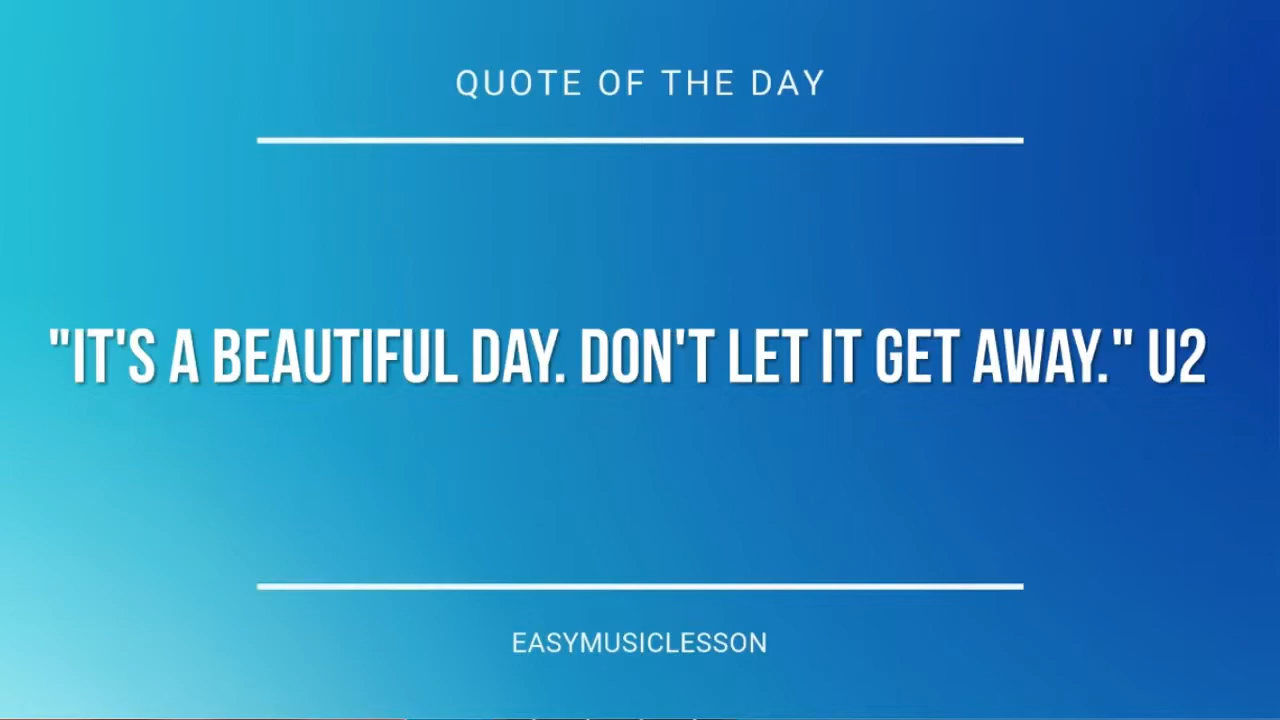 QUOTE OF THE DAY
"IT'S A BEAUTIFUL DAY. DON'T LET IT GET AWAY." U2
EASYMUSICLESSON